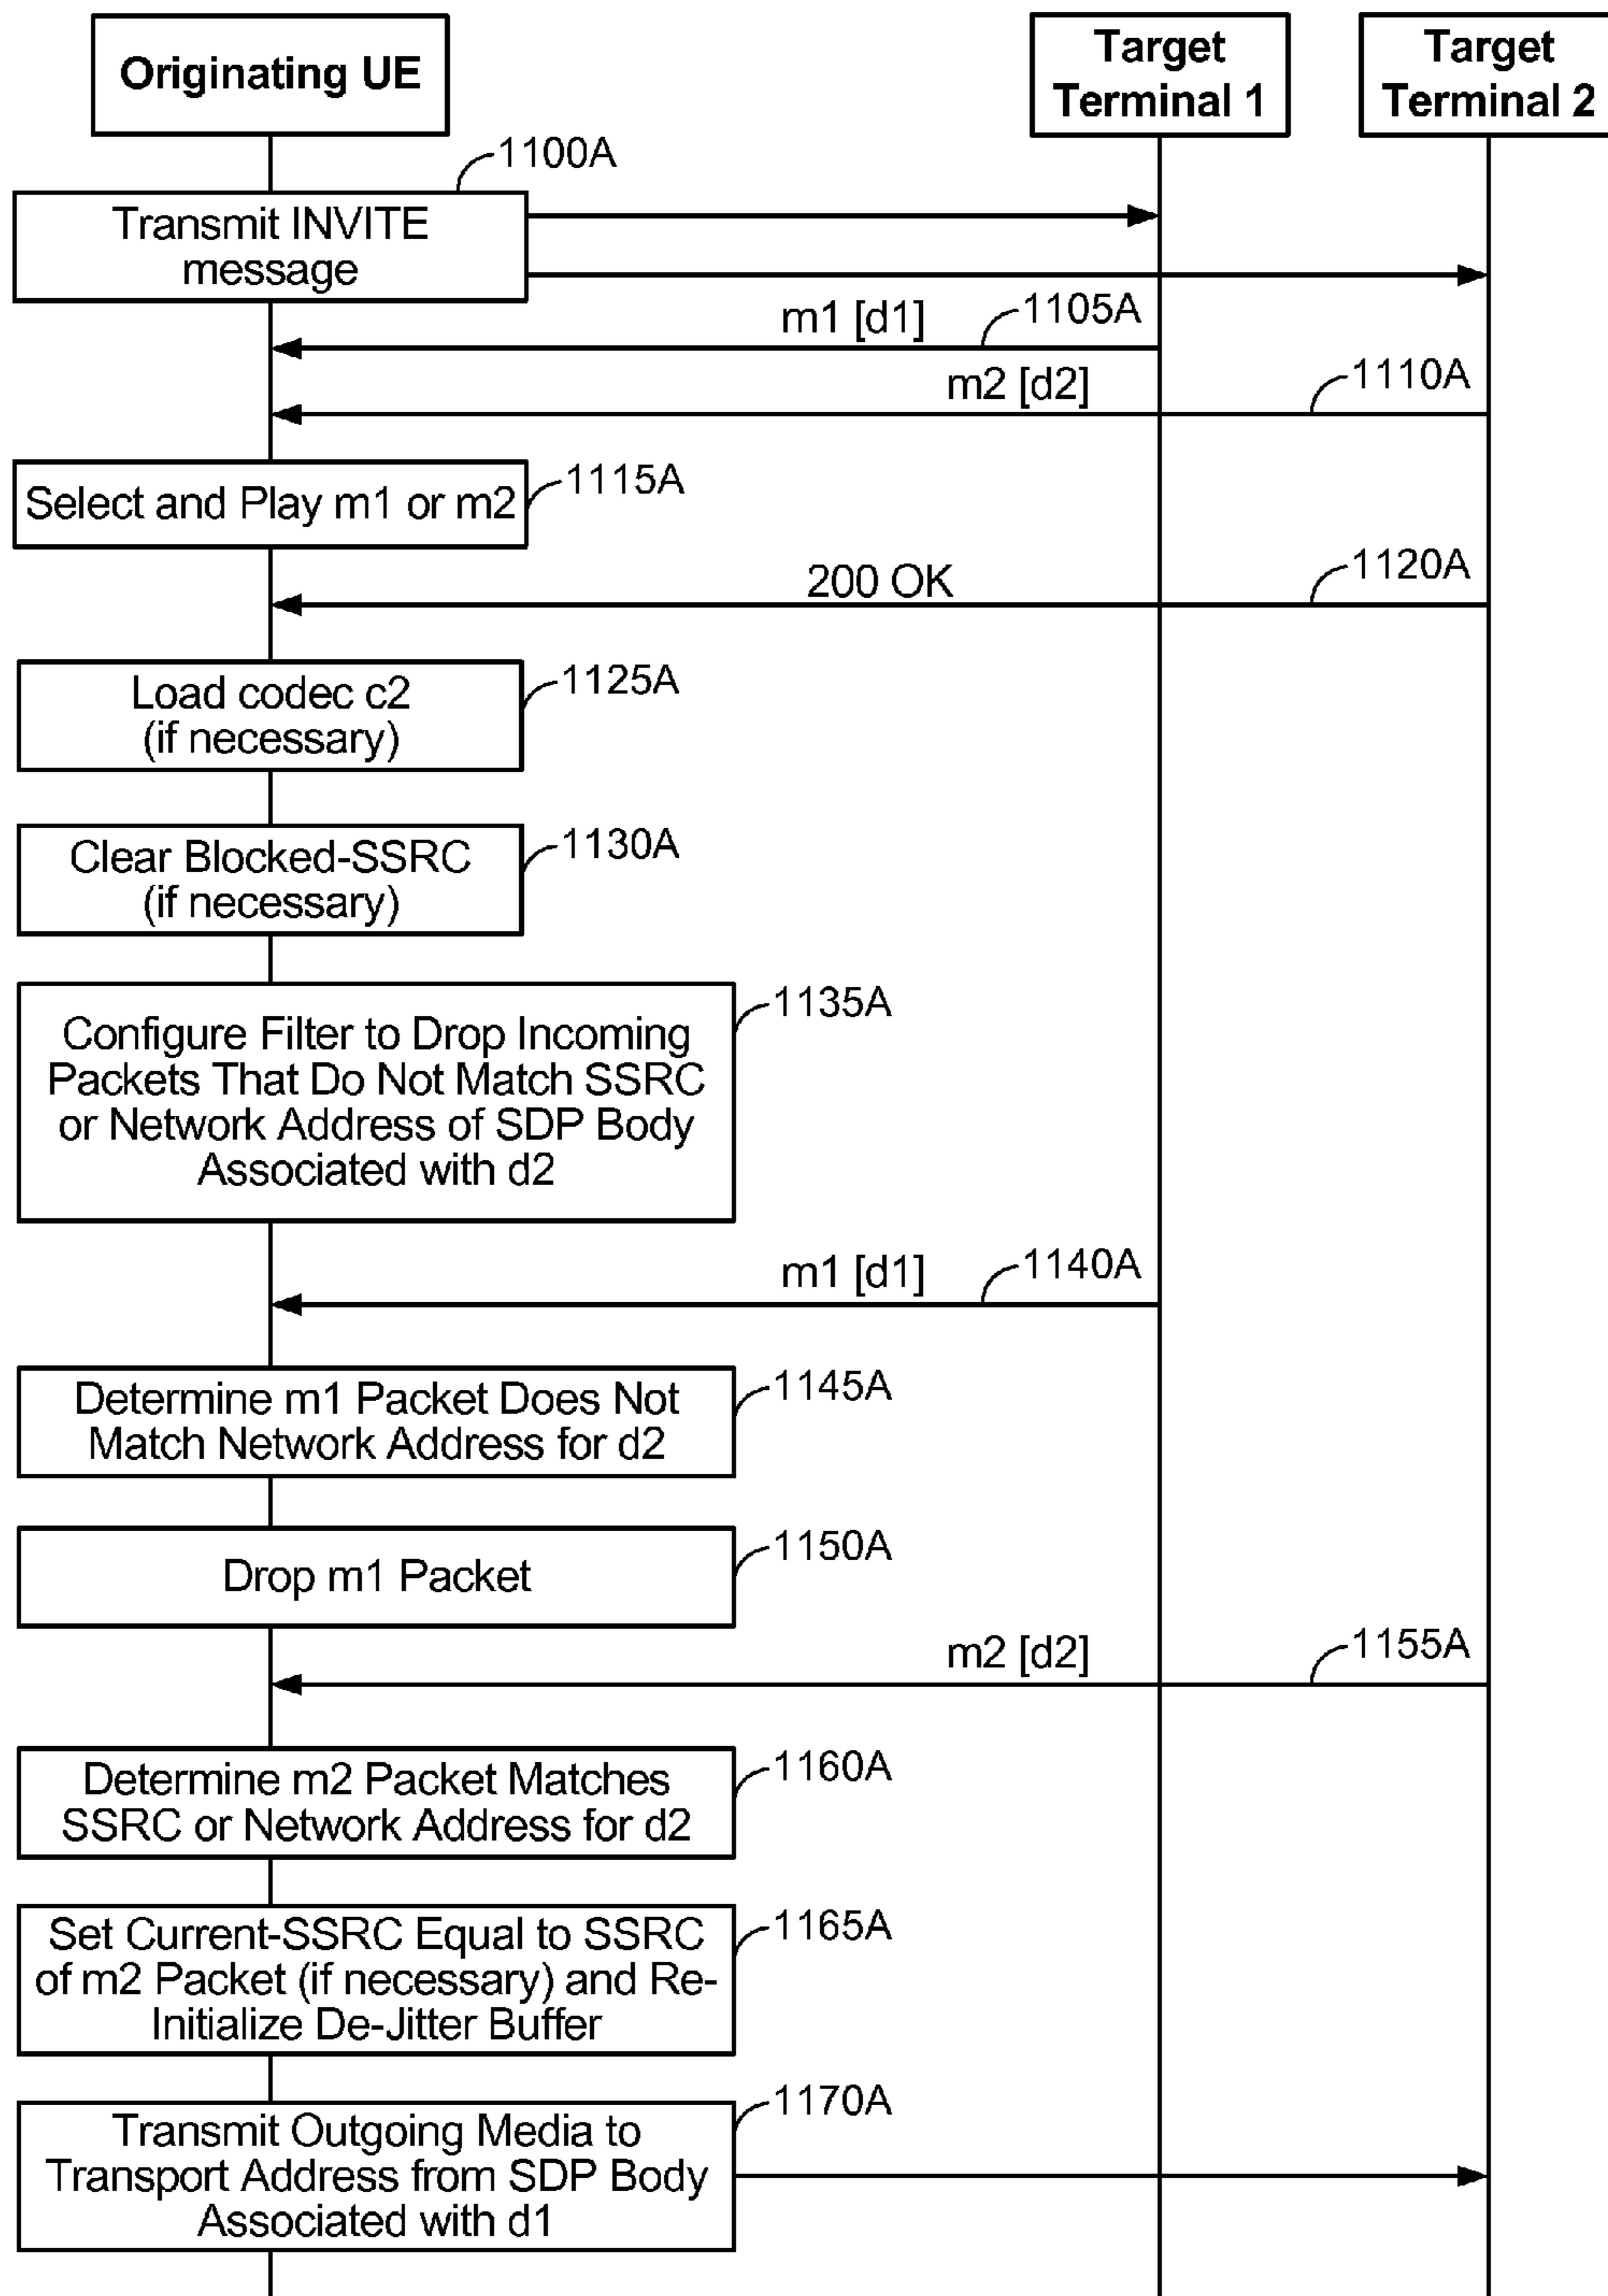 Originating UE
Target
Terminal 1
Target
Terminal 2
1100A
Transmit INVITE
message
m1 [d1]
1105A
m2 [d2]
1110A
Select and Play m1 or m2
1115A
200 OK
1120A
Load codec c2
(if necessary)
1125A
Clear Blocked-SSRC
(if necessary)
1130A
Configure Filter to Drop Incoming
Packets That Do Not Match SSRC
or Network Address of SDP Body
Associated with d2
1135A
m1 [d1]
1140A
Determine m1 Packet Does Not
Match Network Address for d2
1145A
Drop m1 Packet
1150A
m2 [d2]
1155A
Determine m2 Packet Matches
SSRC or Network Address for d2
1160A
Set Current-SSRC Equal to SSRC
of m2 Packet (if necessary) and Re-
Initialize De-Jitter Buffer
1165A
Transmit Outgoing Media to
Transport Address from SDP Body
Associated with d1
1170A